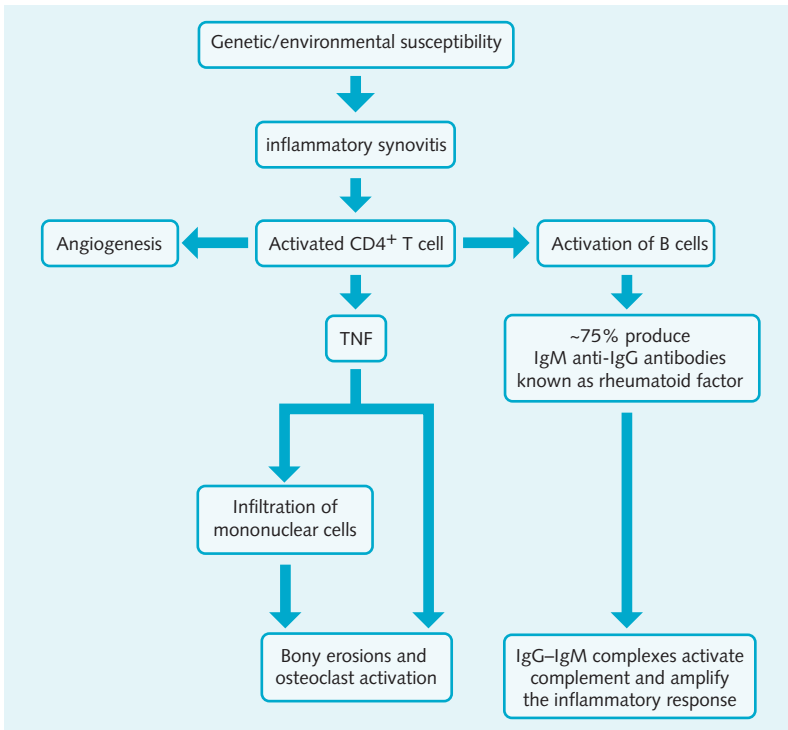 Genetic/environmental susceptibility
inflammatory synovitis
Angiogenesis
Activated CD4+ T cell
Activation of B cells
TNF
~75% produce
IgM anti-IgG antibodies
known as rheumatoid factor
Infiltration of
mononuclear cells
Bony erosions and
osteoclast activation
IgG–IgM complexes activate
complement and amplify
the inflammatory response